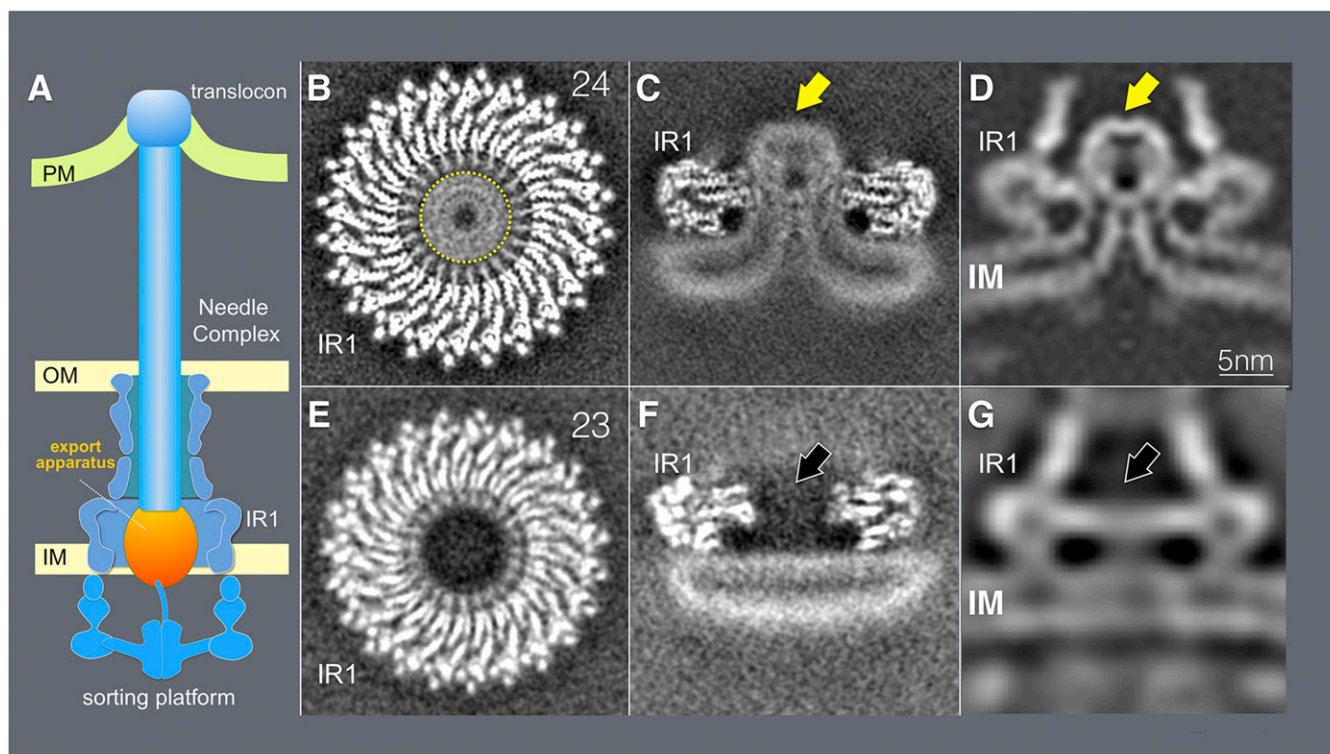 A
translocon
PM
Needle
Complex
OM
export
apparatus
IR1
IM
sorting platform
B
24
IR1
C
IR1
D
IR1
IM
5nm
E
23
IR1
F
IR1
G
IR1
IM